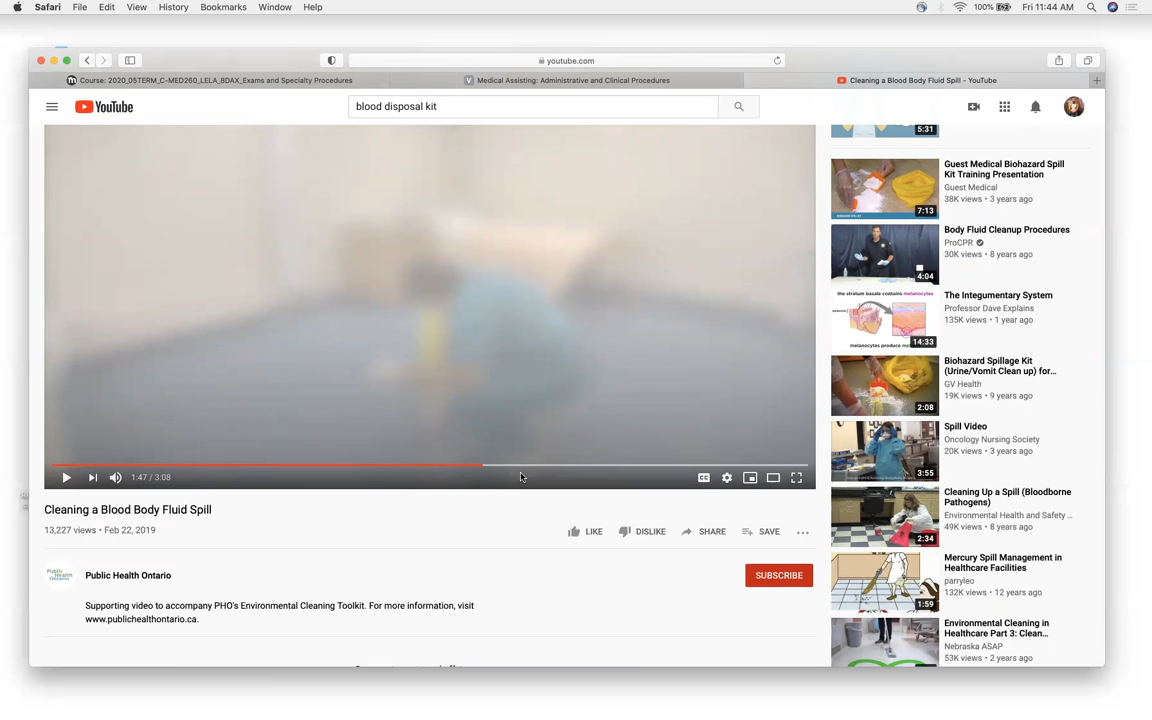 Safari File Edit View History Bookmarks Window Help 100% Fri 11:44 AM
youtube.com
Course: 2020_05TERM_C-MED260_LELA_8DAX_Exams and Specialty Procedures
Medical Assisting: Administrative and Clinical Procedures
Cleaning a Blood Body Fluid Spill - YouTube
YouTube
blood disposal kit
1:47 / 3:08
CC
Cleaning a Blood Body Fluid Spill
13,227 views • Feb 22, 2019
LIKE DISLIKE SHARE SAVE
Public Health Ontario
SUBSCRIBE
Supporting video to accompany PHO's Environmental Cleaning Toolkit. For more information, visit
www.publichealthontario.ca.
5:31
Guest Medical Biohazard Spill
Kit Training Presentation
Guest Medical
38K views • 3 years ago
7:13
Body Fluid Cleanup Procedures
ProCPR
30K views • 8 years ago
4:04
the stratum basale contains melanocytes
The Integumentary System
Professor Dave Explains
135K views • 1 year ago
14:33
Biohazard Spillage Kit
(Urine/Vomit Clean up) for…
GV Health
19K views • 9 years ago
2:08
Spill Video
Oncology Nursing Society
20K views • 3 years ago
3:55
Cleaning Up a Spill (Bloodborne
Pathogens)
Environmental Health and Safety …
49K views • 8 years ago
2:34
Mercury Spill Management in
Healthcare Facilities
parryleo
132K views • 12 years ago
1:59
Environmental Cleaning in
Healthcare Part 3: Clean…
Nebraska ASAP
53K views • 2 years ago